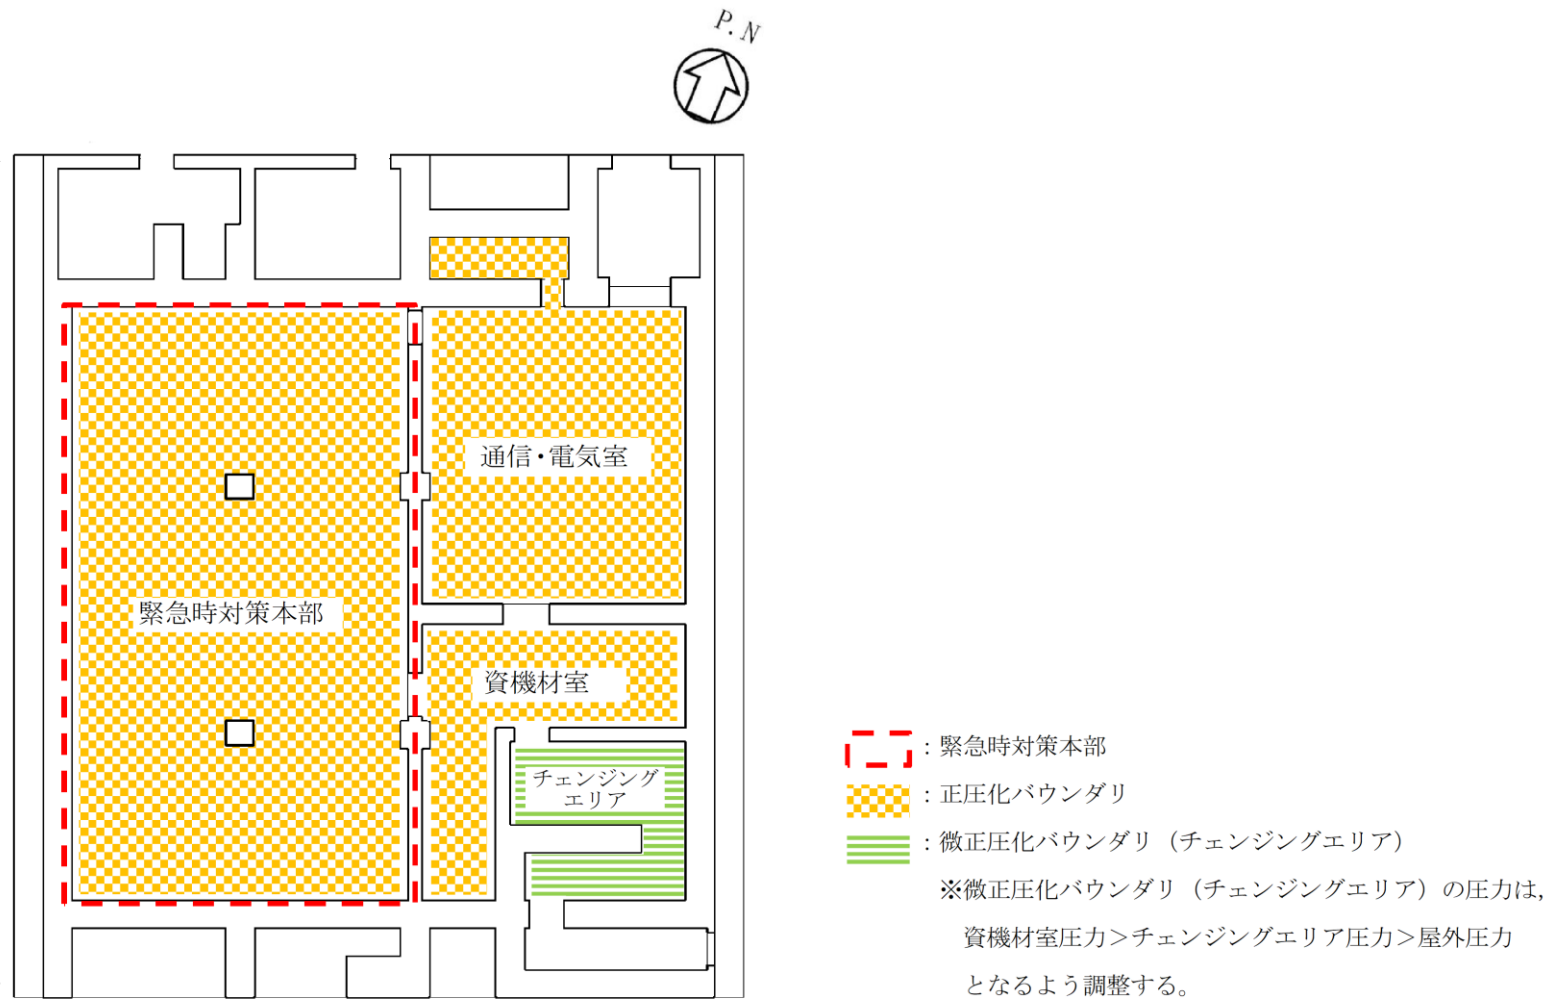 P.N
通信・電気室
緊急時対策本部
資機材室
チェンジング
エリア
：緊急時対策本部
：正圧化バウンダリ
：微正圧化バウンダリ（チェンジングエリア）
※微正圧化バウンダリ（チェンジングエリア）の圧力は，
資機材室圧力＞チェンジングエリア圧力＞屋外圧力
となるよう調整する。